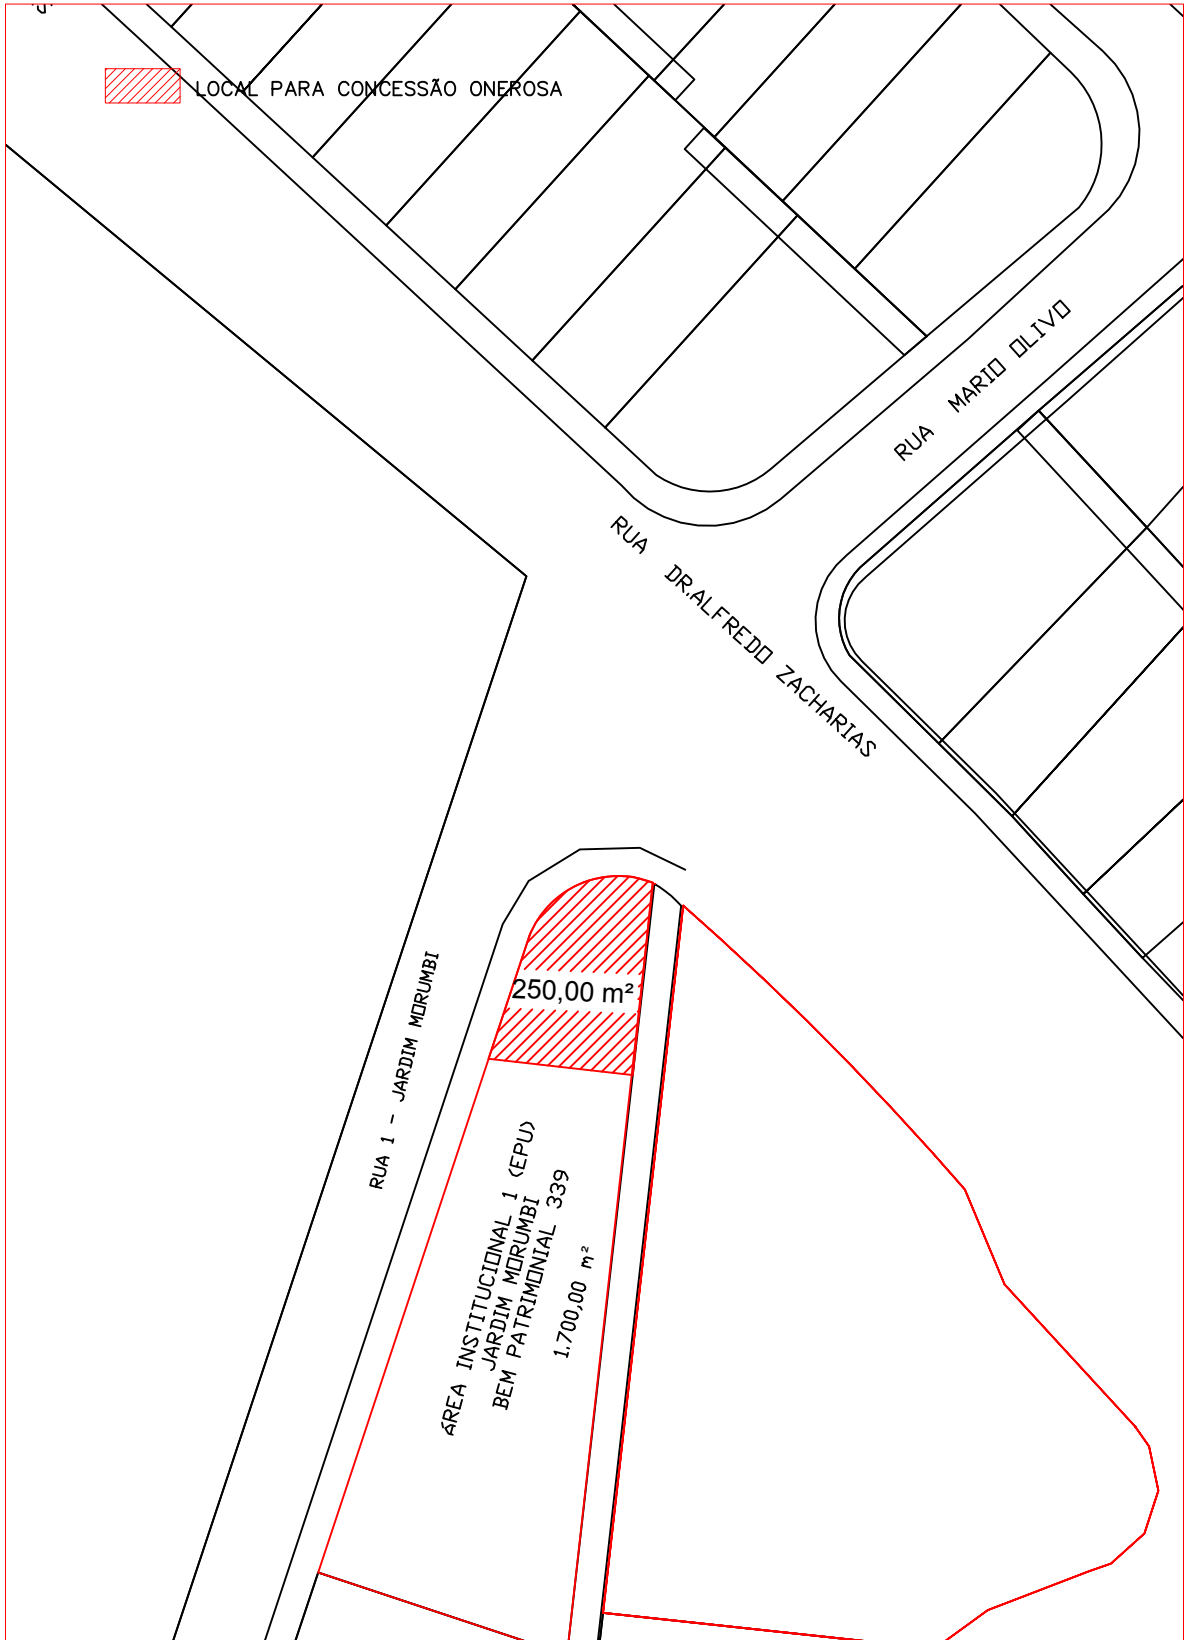 LOCAL PARA CONCESSÃO ONEROSA
RUA MARIO OLIVO
RUA DR.ALFREDO ZACHARIAS
250,00 m²
RUA 1 - JARDIM MORUMBI
ÁREA INSTITUCIONAL 1 (EPU)
JARDIM MORUMBI
BEM PATRIMONIAL 339
1.700,00 m²